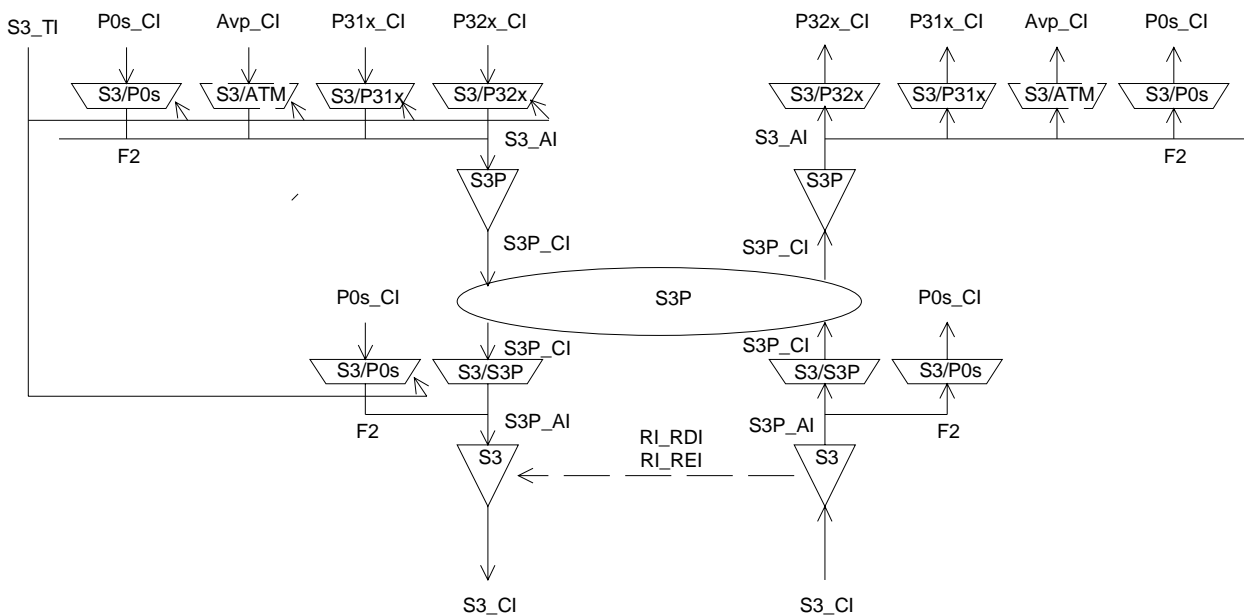 S3_TI
P0s_CI Avp_CI P31x_CI P32x_CI P32x_CI P31x_CI Avp_CI P0s_CI
S3/P0s S3/ATM S3/P31x S3/P32x S3/P32x S3/P31x S3/ATM S3/P0s
F2 S3_AI S3_AI F2
S3P S3P
S3P_CI S3P_CI
P0s_CI S3P P0s_CI
S3P_CI S3P_CI
S3/P0s S3/S3P S3/S3P S3/P0s
F2 S3P_AI S3P_AI F2
RI_RDI
S3 RI_REI S3
S3_CI S3_CI